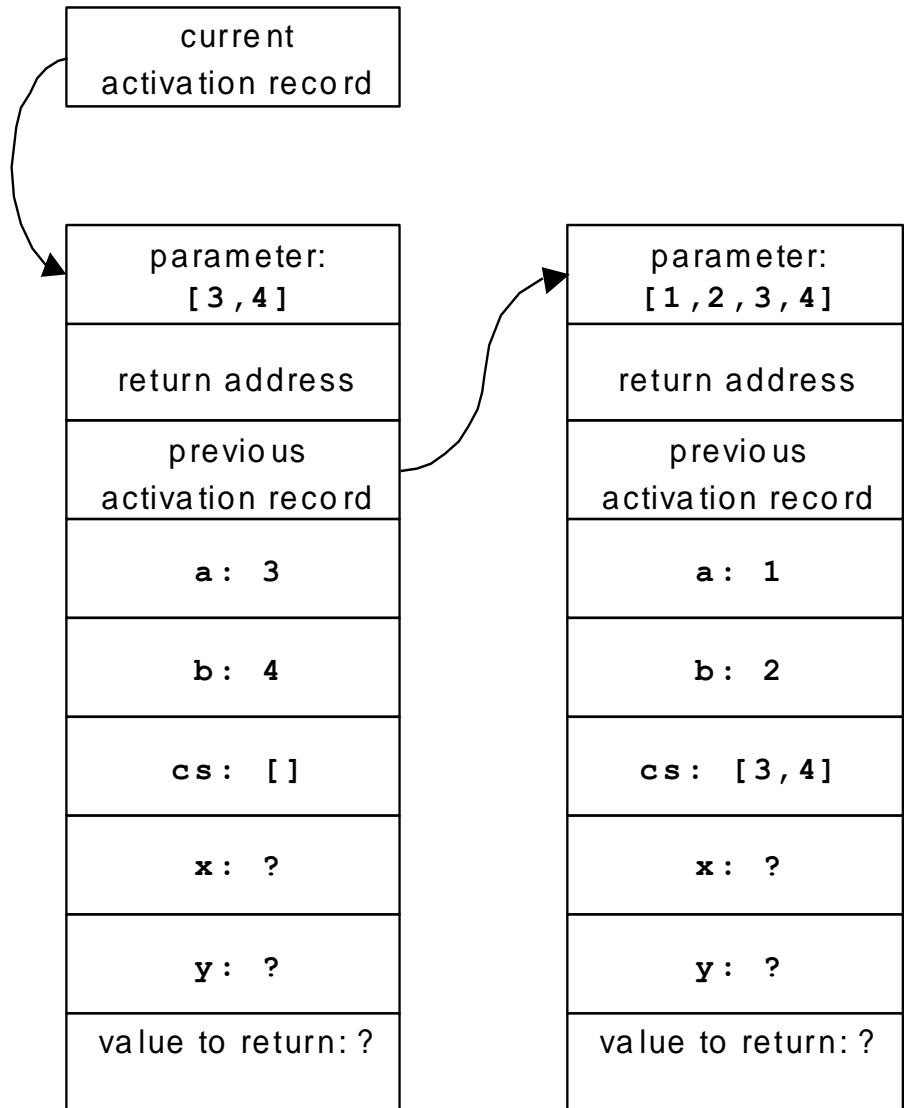 current
activation record
parameter:
[3,4]
return address
previous
activation record
a: 3
b: 4
cs: []
x: ?
y: ?
value to return: ?
parameter:
[1,2,3,4]
return address
previous
activation record
a: 1
b: 2
cs: [3,4]
x: ?
y: ?
value to return: ?